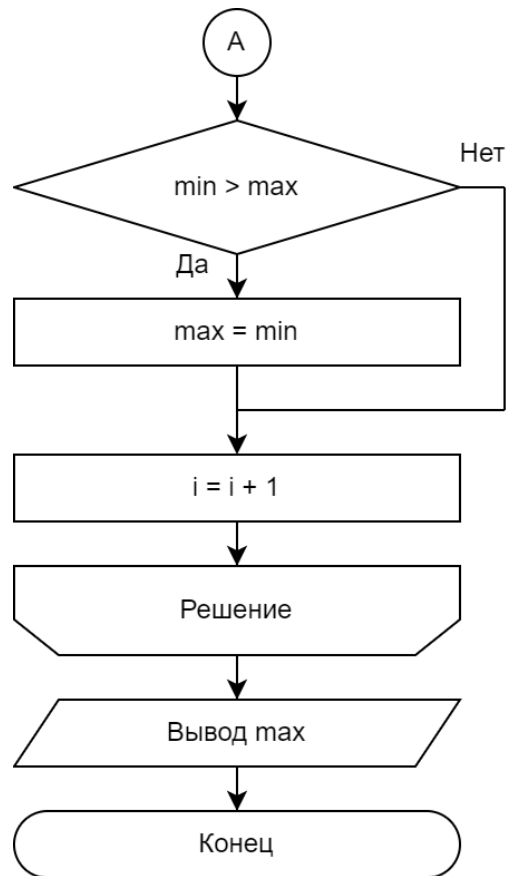 A
min > max
Нет
Да
max = min
i = i + 1
Решение
Вывод max
Конец